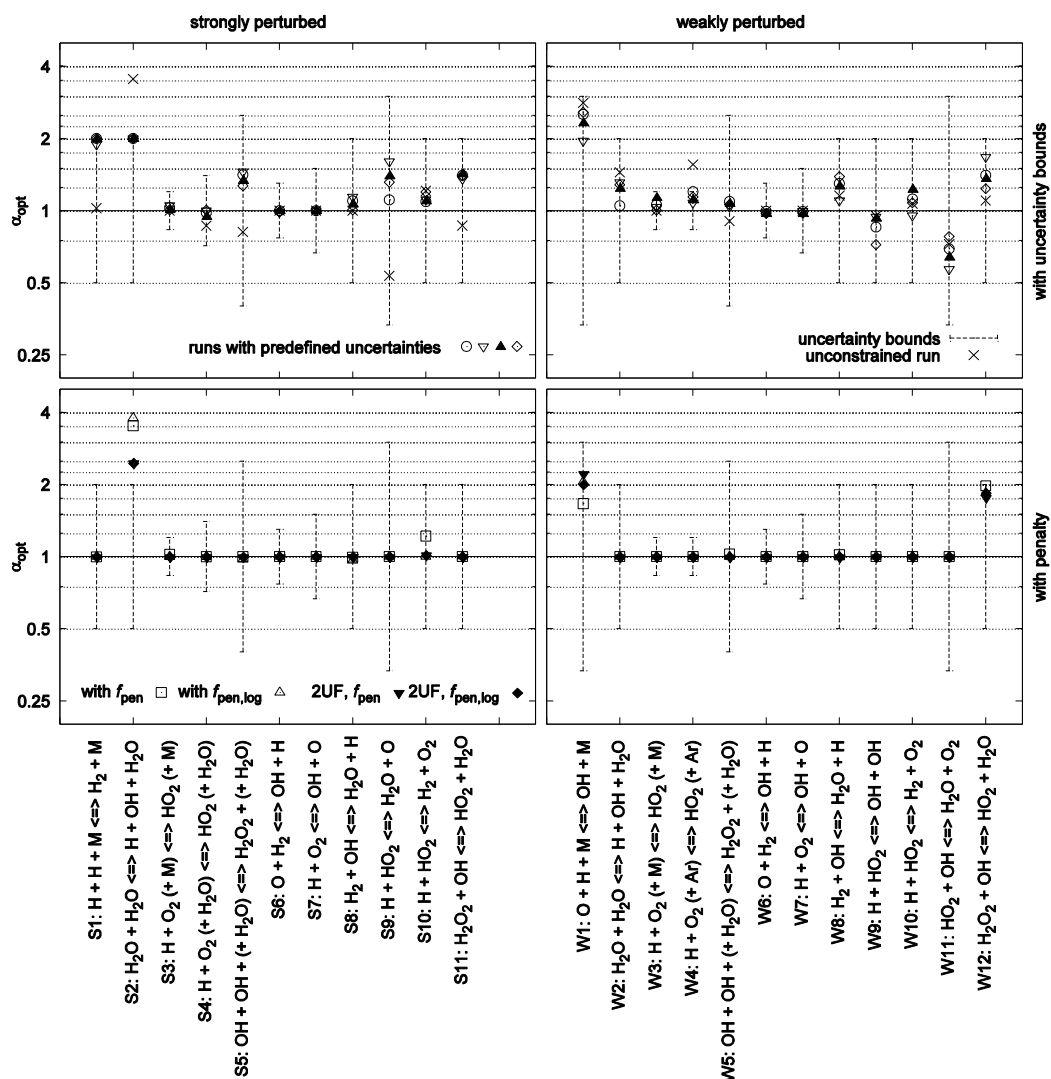 strongly perturbed
weakly perturbed
4
2
1
0.5
0.25
α_opt
with uncertainty bounds
runs with predefined uncertainties
uncertainty bounds
unconstrained run
4
2
1
0.5
0.25
α_opt
with penalty
with f_pen
with f_pen,log
2UF, f_pen
2UF, f_pen,log
S1: H + H + M <=> H₂ + M
S2: H₂O + H₂O <=> H + OH + H₂O
S3: H + O₂ (+ M) <=> HO₂ (+ M)
S4: H + O₂ (+ H₂O) <=> HO₂ (+ H₂O)
S5: OH + OH + (+ H₂O) <=> H₂O₂ + (+ H₂O)
S6: O + H₂ <=> OH + H
S7: H + O₂ <=> OH + O
S8: H₂ + OH <=> H₂O + H
S9: H + HO₂ <=> H₂O + O
S10: H + HO₂ <=> H₂ + O₂
S11: H₂O₂ + OH <=> HO₂ + H₂O
W1: O + H + M <=> OH + M
W2: H₂O + H₂O <=> H + OH + H₂O
W3: H + O₂ (+ M) <=> HO₂ (+ M)
W4: H + O₂ (+ Ar) <=> HO₂ (+ Ar)
W5: OH + OH + (+ H₂O) <=> H₂O₂ + (+ H₂O)
W6: O + H₂ <=> OH + H
W7: H + O₂ <=> OH + O
W8: H₂ + OH <=> H₂O + H
W9: H + HO₂ <=> OH + OH
W10: H + HO₂ <=> H₂ + O₂
W11: HO₂ + OH <=> H₂O + O₂
W12: H₂O₂ + OH <=> HO₂ + H₂O